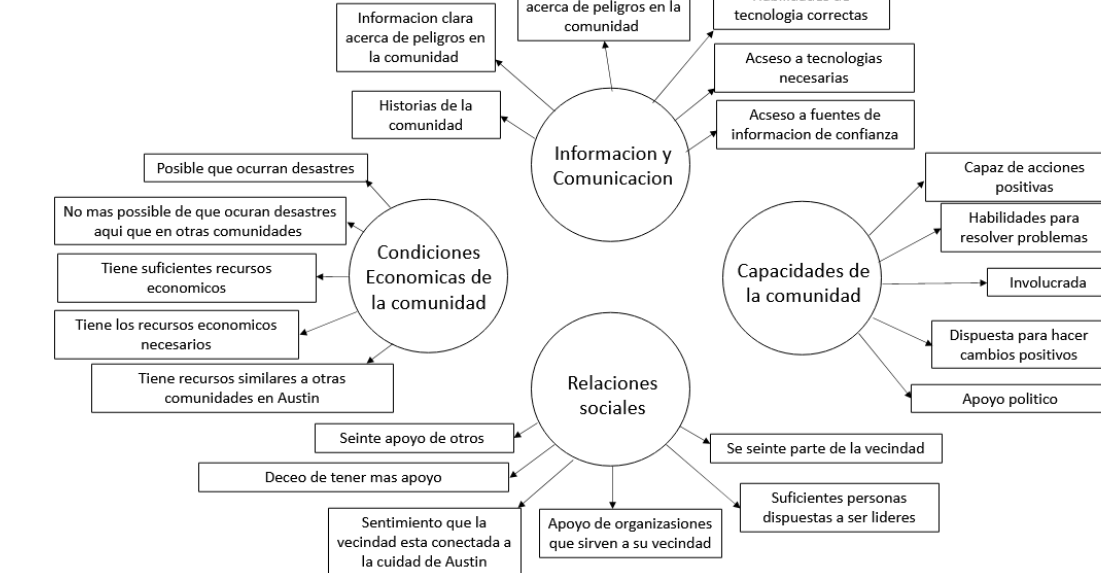 Informacion clara
acerca de peligros en
la comunidad
acerca de peligros en la
comunidad
tecnologia correctas
Acseso a tecnologias
necesarias
Historias de la
comunidad
Acseso a fuentes de
informacion de confianza
Informacion y
Comunicacion
Posible que ocurran desastres
No mas possible de que ocuran desastres
aqui que en otras comunidades
Tiene suficientes recursos
economicos
Tiene los recursos economicos
necesarios
Tiene recursos similares a otras
comunidades en Austin
Condiciones
Economicas de
la comunidad
Capacidades de
la comunidad
Capaz de acciones
positivas
Habilidades para
resolver problemas
Involucrada
Dispuesta para hacer
cambios positivos
Apoyo politico
Relaciones
sociales
Seinte apoyo de otros
Deceo de tener mas apoyo
Sentimiento que la
vecindad esta conectada a
la cuidad de Austin
Apoyo de organizasiones
que sirven a su vecindad
Suficientes personas
dispuestas a ser lideres
Se seinte parte de la vecindad